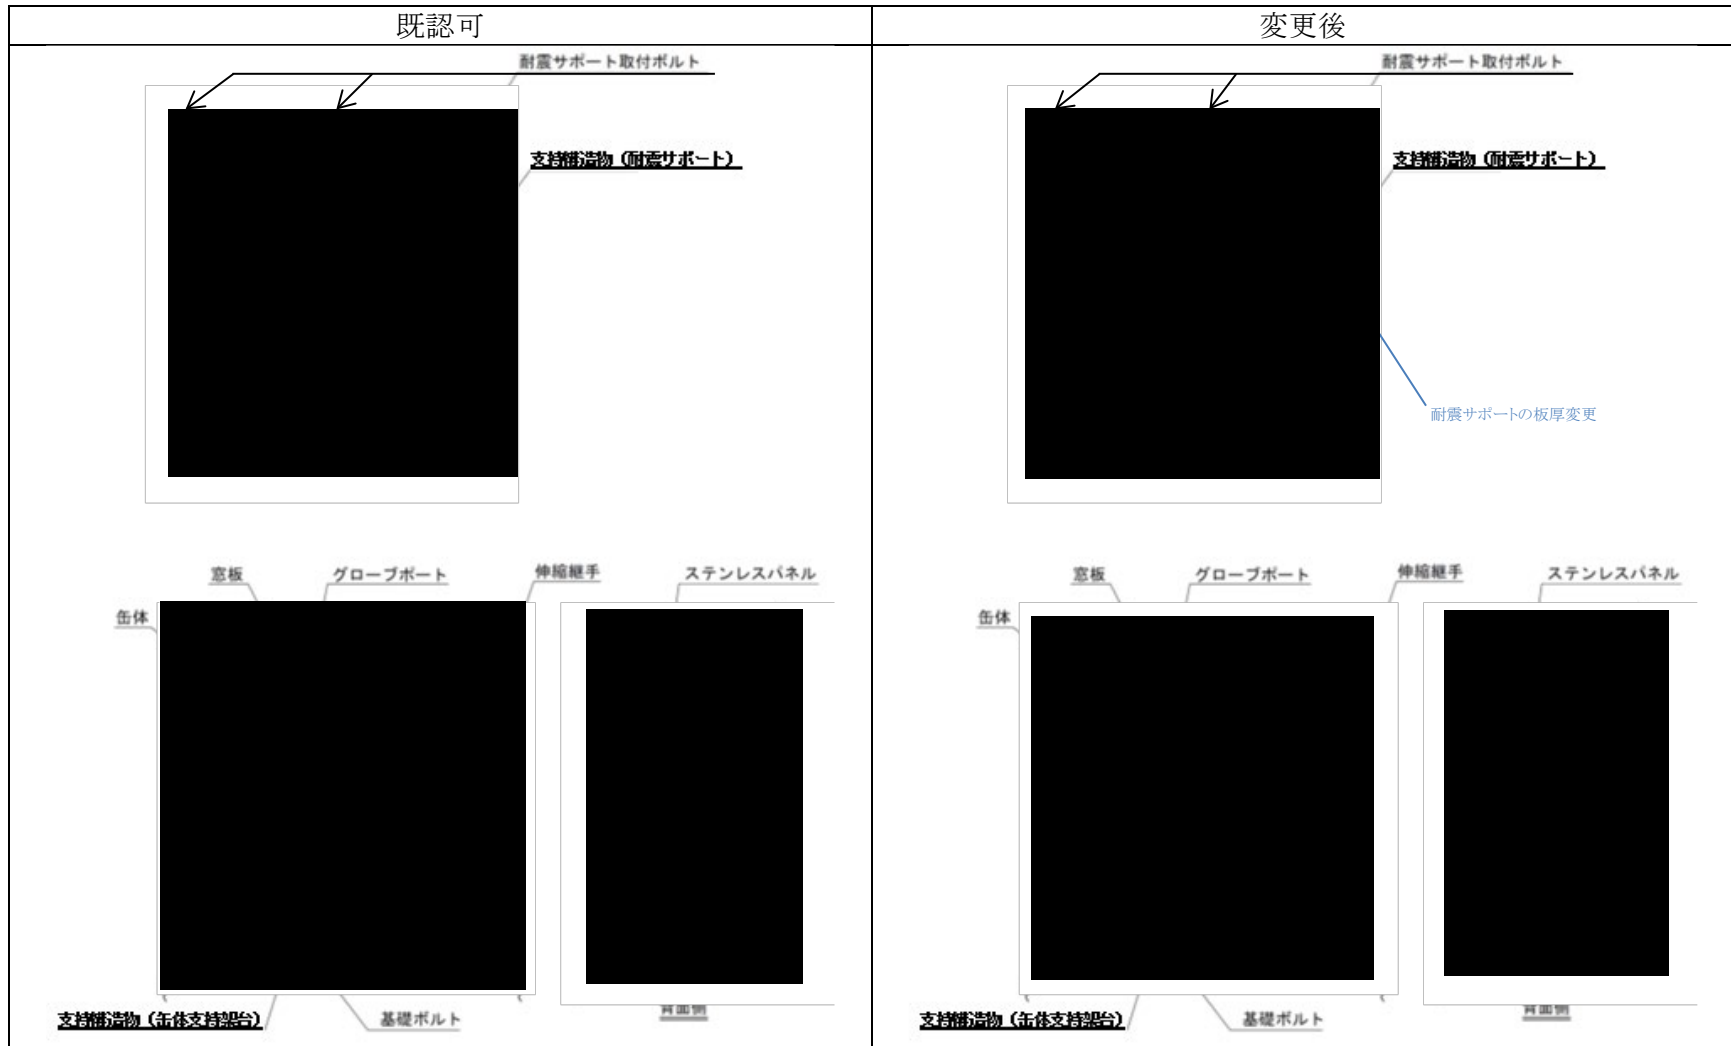 既認可
耐震サポート取付ボルト
支持構造物（耐震サポート）
窓板
グローブポート
伸縮継手
ステンレスパネル
缶体
支持構造物（缶体支持架台）
基礎ボルト
背面側
変更後
耐震サポート取付ボルト
支持構造物（耐震サポート）
耐震サポートの板厚変更
窓板
グローブポート
伸縮継手
ステンレスパネル
缶体
支持構造物（缶体支持架台）
基礎ボルト
背面側